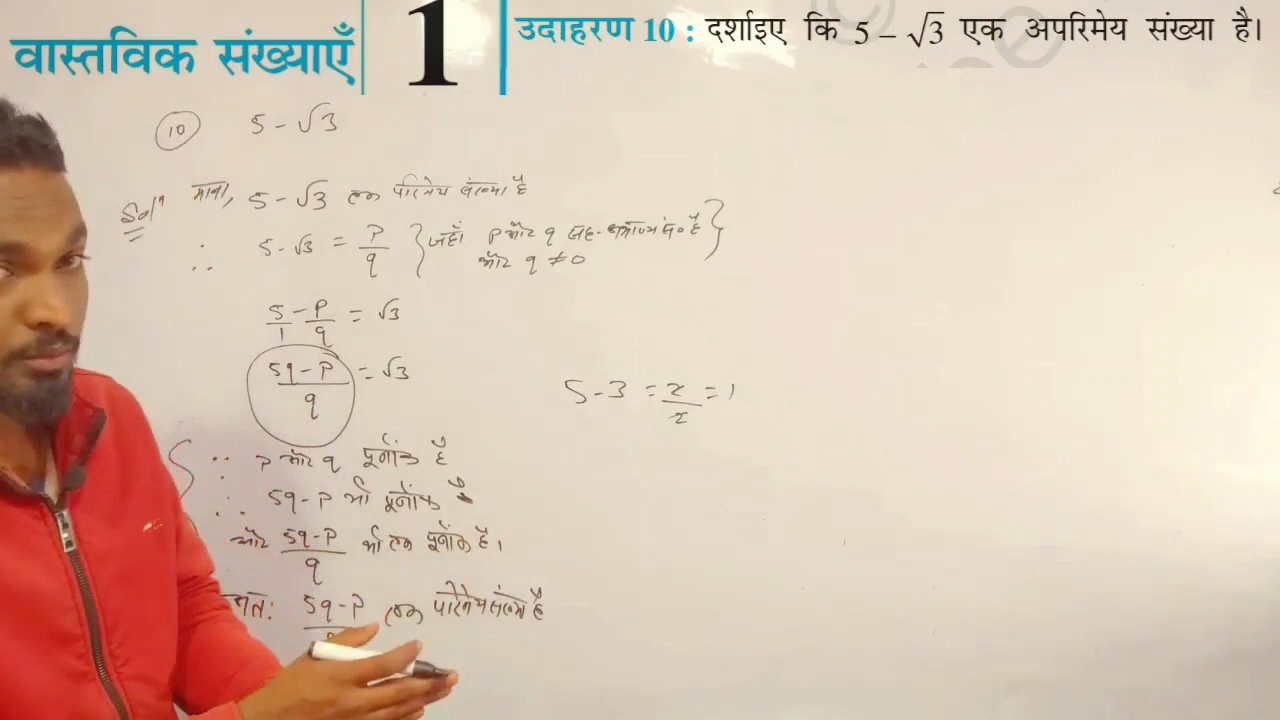 वास्तविक संख्याएँ 1
उदाहरण 10 : दर्शाइए कि 5 – √3 एक अपरिमेय संख्या है।
10 5 - √3
Solⁿ माना, 5 - √3 एक परिमेय संख्या है
∴ 5 - √3 = p/q { जहाँ p और q सह-अभाज्य सं० है
और q ≠ 0 }
5/1 - p/q = √3
5q - p/q = √3
5 - 3 = 2/2 = 1
∵ p और q पूर्णांक है
∴ 5q - p भी पूर्णांक है
और 5q - p/q भी एक पूर्णांक है।
अतः 5q - p एक परिमेय संख्या है